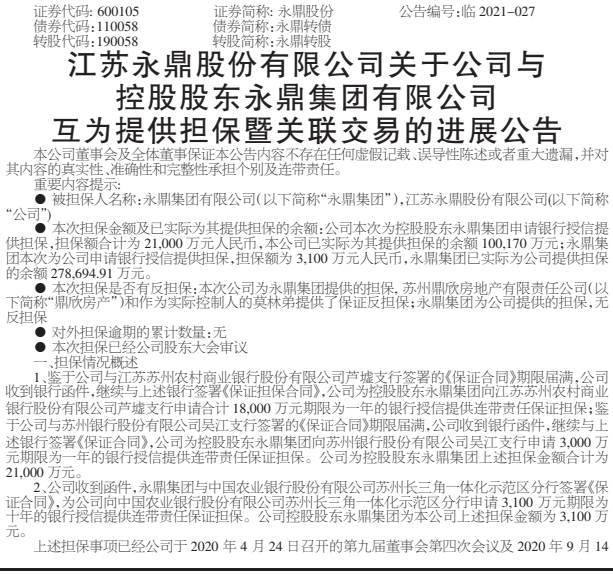 证券代码: 600105 证券简称: 永鼎股份 公告编号:临 2021-027
债券代码:110058 债券简称:永鼎转债
转股代码:190058 转股简称:永鼎转股
江苏永鼎股份有限公司关于公司与
控股股东永鼎集团有限公司
互为提供担保暨关联交易的进展公告
本公司董事会及全体董事保证本公告内容不存在任何虚假记载、误导性陈述或者重大遗漏,并对
其内容的真实性、准确性和完整性承担个别及连带责任。
重要内容提示:
● 被担保人名称:永鼎集团有限公司(以下简称“永鼎集团”),江苏永鼎股份有限公司(以下简称
“公司”)
● 本次担保金额及已实际为其提供担保的余额:公司本次为控股股东永鼎集团申请银行授信提
供担保,担保额合计为 21,000 万元人民币,本公司已实际为其提供担保的余额 100,170 万元;永鼎集
团本次为公司申请银行授信提供担保,担保额为 3,100 万元人民币,永鼎集团已实际为公司提供担保
的余额 278,694.91 万元。
● 本次担保是否有反担保:本次公司为永鼎集团提供的担保, 苏州鼎欣房地产有限责任公司(以
下简称“鼎欣房产”)和作为实际控制人的莫林弟提供了保证反担保;永鼎集团为公司提供的担保,无
反担保
● 对外担保逾期的累计数量:无
● 本次担保已经公司股东大会审议
一、担保情况概述
1、鉴于公司与江苏苏州农村商业银行股份有限公司芦墟支行签署的《保证合同》期限届满,公司
收到银行函件,继续与上述银行签署《保证担保合同》,公司为控股股东永鼎集团向江苏苏州农村商业
银行股份有限公司芦墟支行申请合计 18,000 万元期限为一年的银行授信提供连带责任保证担保;鉴
于公司与苏州银行股份有限公司吴江支行签署的《保证合同》期限届满,公司收到银行函件,继续与上
述银行签署《保证合同》,公司为控股股东永鼎集团向苏州银行股份有限公司吴江支行申请 3,000 万
元期限为一年的银行授信提供连带责任保证担保。公司为控股股东永鼎集团上述担保金额合计为
21,000 万元。
2、公司收到函件,永鼎集团与中国农业银行股份有限公司苏州长三角一体化示范区分行签署《保
证合同》,为公司向中国农业银行股份有限公司苏州长三角一体化示范区分行申请 3,100 万元期限为
十年的银行授信提供连带责任保证担保。公司控股股东永鼎集团为本公司上述担保金额为 3,100 万
元。
上述担保事项已经公司于 2020 年 4 月 24 日召开的第九届董事会第四次会议及 2020 年 9 月 14